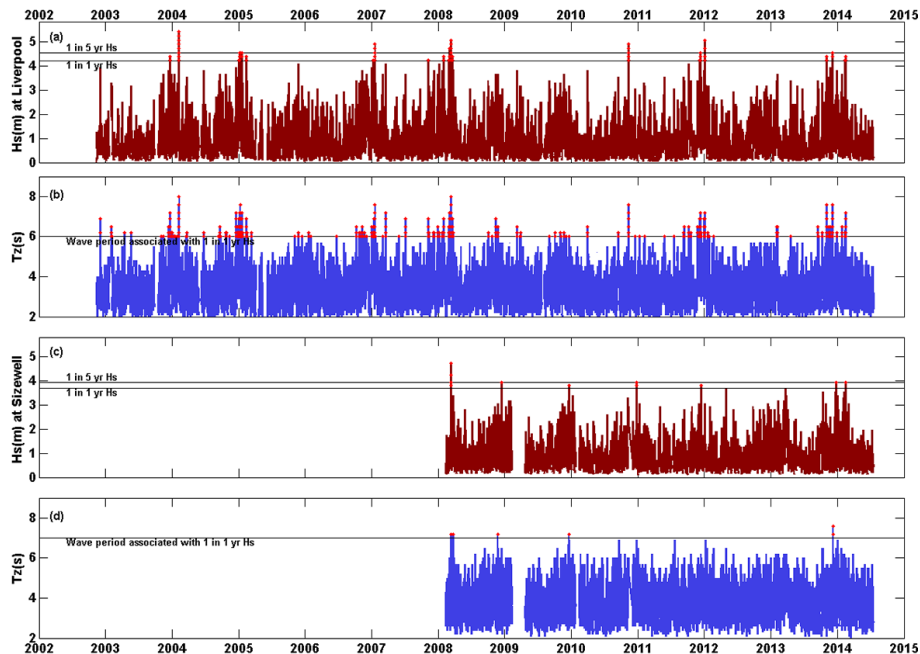 2002 2003 2004 2005 2006 2007 2008 2009 2010 2011 2012 2013 2014 2015
(a)
5
1 in 5 yr Hs
4
1 in 1 yr Hs
3
2
1
0
Hs(m) at Liverpool
(b)
8
6
Wave period associated with 1 in 1 yr Hs
4
2
Tz(s)
(c)
5
4
1 in 5 yr Hs
1 in 1 yr Hs
3
2
1
0
Hs(m) at Sizewell
(d)
8
Wave period associated with 1 in 1 yr Hs
6
4
2
Tz(s)
2002 2003 2004 2005 2006 2007 2008 2009 2010 2011 2012 2013 2014 2015